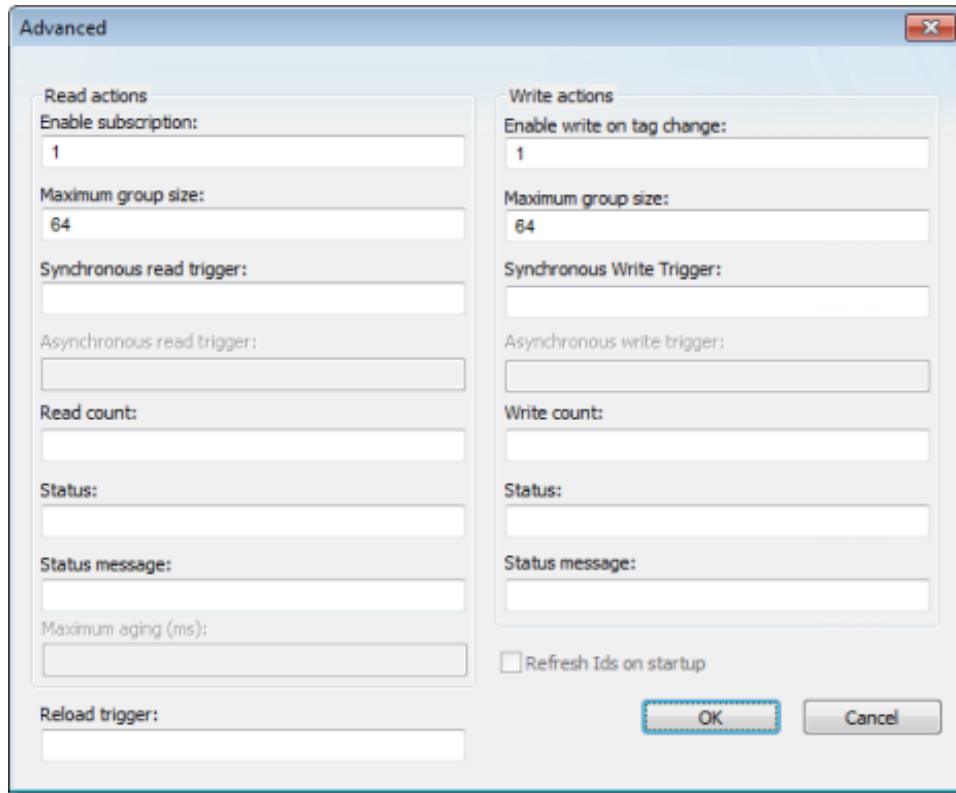 Advanced
Read actions
Enable subscription:
1
Maximum group size:
64
Synchronous read trigger:
Asynchronous read trigger:
Read count:
Status:
Status message:
Maximum aging (ms):
Reload trigger:
Write actions
Enable write on tag change:
1
Maximum group size:
64
Synchronous Write Trigger:
Asynchronous write trigger:
Write count:
Status:
Status message:
Refresh Ids on startup
OK
Cancel